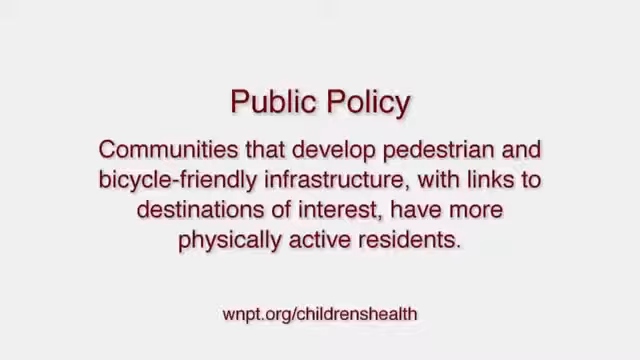 Public Policy
Communities that develop pedestrian and
bicycle-friendly infrastructure, with links to
destinations of interest, have more
physically active residents.
wnpt.org/childrenshealth